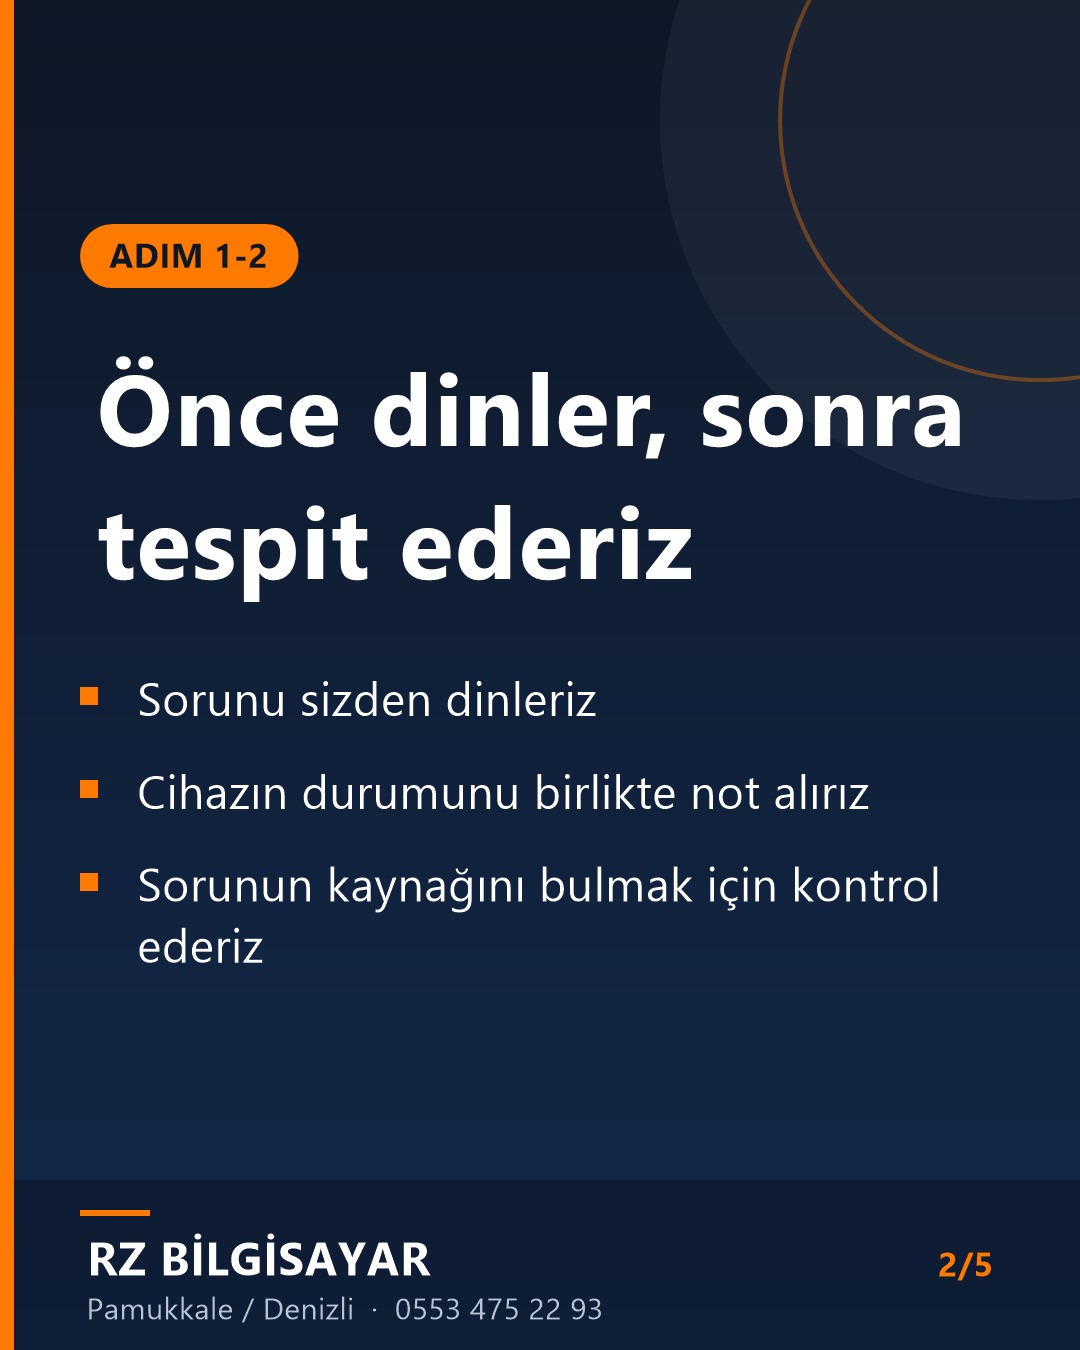 ADIM 1-2
Önce dinler, sonra
tespit ederiz
Sorunu sizden dinleriz
Cihazın durumunu birlikte not alırız
Sorunun kaynağını bulmak için kontrol
ederiz
RZ BİLGİSAYAR
2/5
Pamukkale / Denizli · 0553 475 22 93